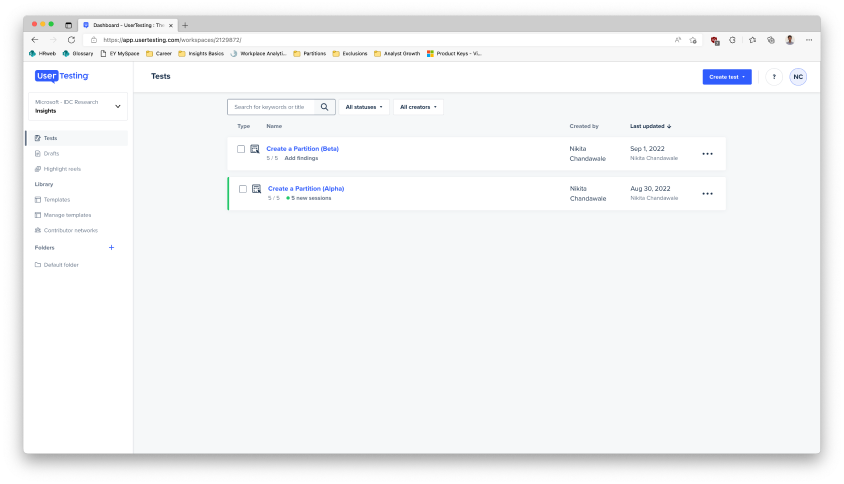 Dashboard - UserTesting : The
https://app.usertesting.com/workspaces/2129872/
HRweb Glossary EY MySpace Career Insights Basics Workplace Analyti... Partitions Exclusions Analyst Growth Product Keys - Vi...
UserTesting
Tests
Create test
?
NC
Microsoft - IDC Research
Insights
Tests
Drafts
Highlight reels
Library
Templates
Manage templates
Contributor networks
Folders
Default folder
Search for keywords or title
All statuses
All creators
Type Name Created by Last updated
Create a Partition (Beta)
5 / 5 Add findings
Nikita
Chandawale
Sep 1, 2022
Nikita Chandawale
Create a Partition (Alpha)
5 / 5 5 new sessions
Nikita
Chandawale
Aug 30, 2022
Nikita Chandawale